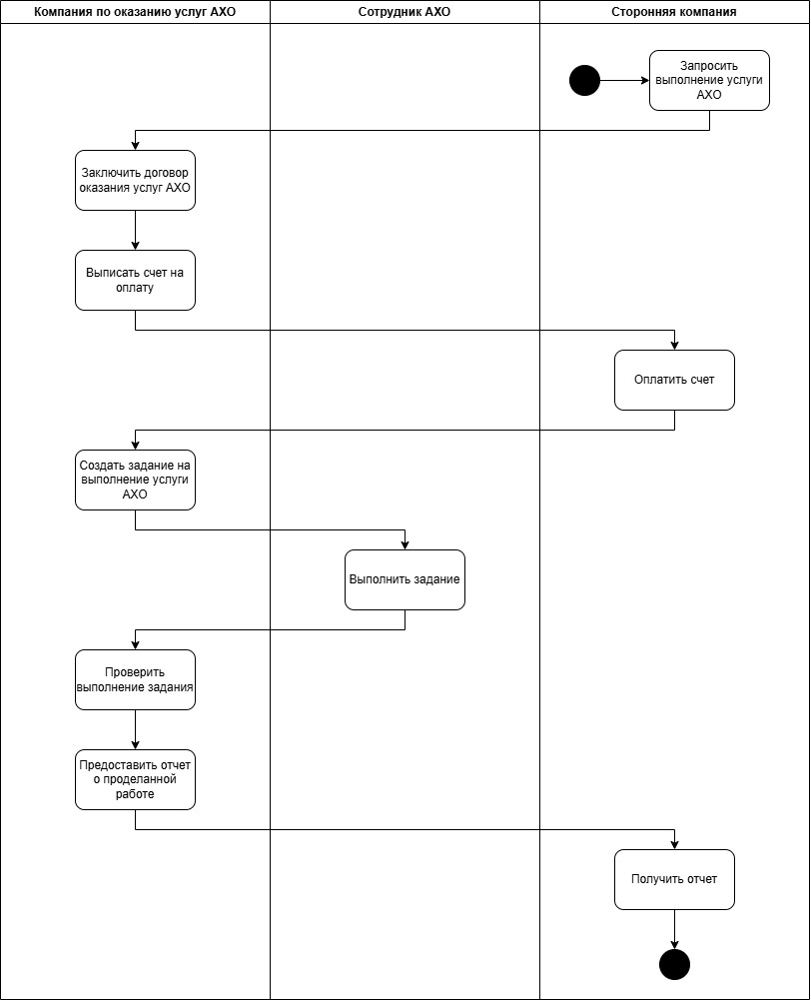 Компания по оказанию услуг АХО
Сотрудник АХО
Сторонняя компания
Запросить
выполнение услуги
АХО
Заключить договор
оказания услуг АХО
Выписать счет на
оплату
Оплатить счет
Создать задание на
выполнение услуги
АХО
Выполнить задание
Проверить
выполнение задания
Предоставить отчет
о проделанной
работе
Получить отчет